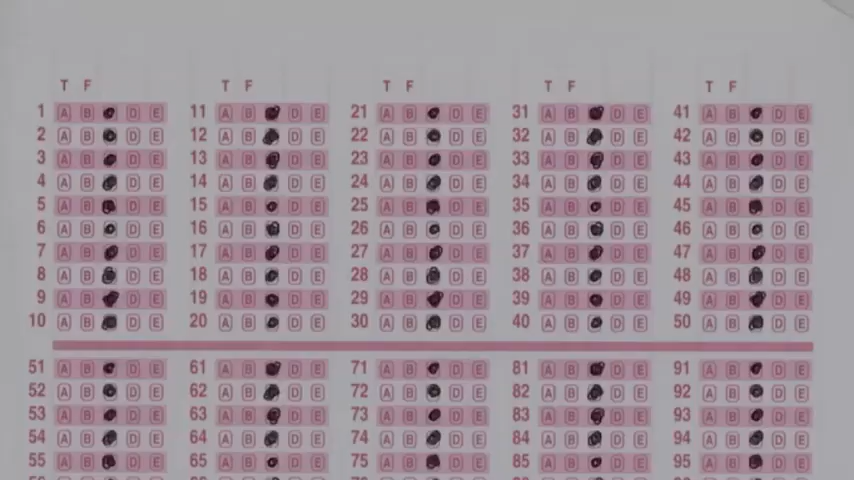 T F T F T F T F T F
1 A B D E 11 A B D E 21 A B D E 31 A B D E 41 A B D E
2 A B D E 12 A B D E 22 A B D E 32 A B D E 42 A B D E
3 A B D E 13 A B D E 23 A B D E 33 A B D E 43 A B D E
4 A B D E 14 A B D E 24 A B D E 34 A B D E 44 A B D E
5 A B D E 15 A B D E 25 A B D E 35 A B D E 45 A B D E
6 A B D E 16 A B D E 26 A B D E 36 A B D E 46 A B D E
7 A B D E 17 A B D E 27 A B D E 37 A B D E 47 A B D E
8 A B D E 18 A B D E 28 A B D E 38 A B D E 48 A B D E
9 A B D E 19 A B D E 29 A B D E 39 A B D E 49 A B D E
10 A B D E 20 A B D E 30 A B D E 40 A B D E 50 A B D E
51 A B D E 61 A B D E 71 A B D E 81 A B D E 91 A B D E
52 A B D E 62 A B D E 72 A B D E 82 A B D E 92 A B D E
53 A B D E 63 A B D E 73 A B D E 83 A B D E 93 A B D E
54 A B D E 64 A B D E 74 A B D E 84 A B D E 94 A B D E
55 A B D E 65 A B D E 75 A B D E 85 A B D E 95 A B D E